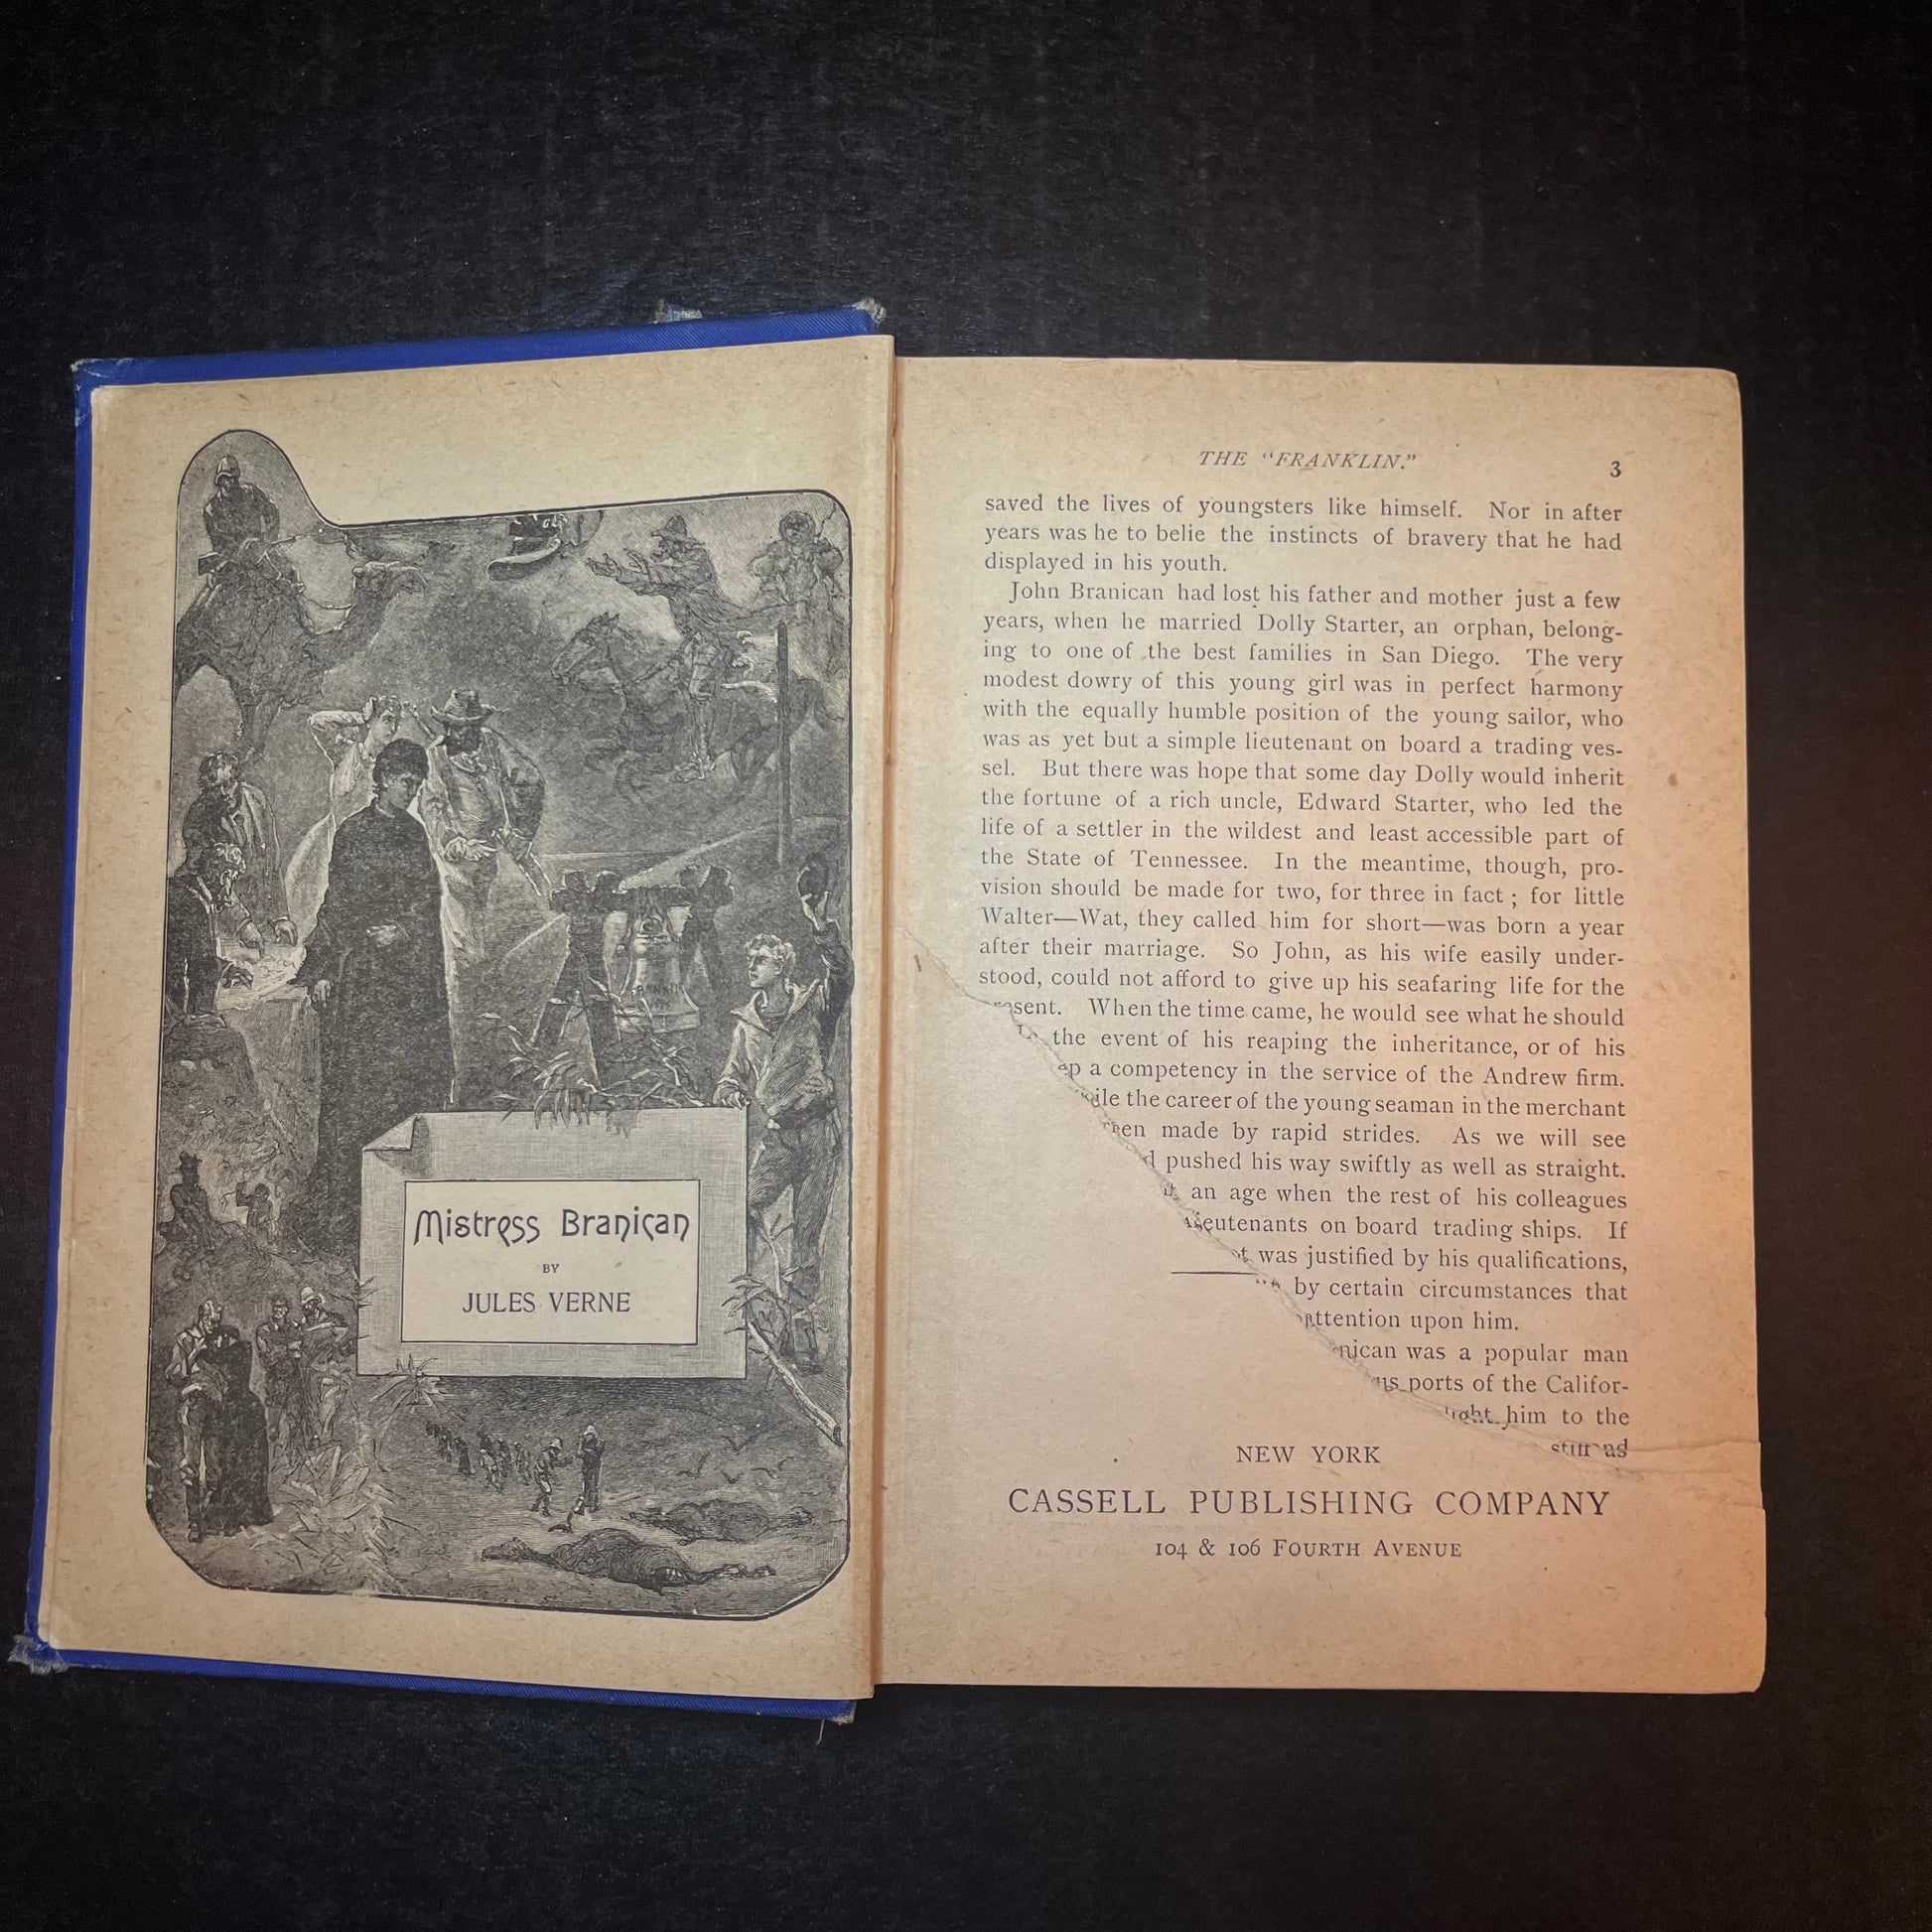 Mistress Branican
BY
JULES VERNE
THE "FRANKLIN."
3
saved the lives of youngsters like himself. Nor in after
years was he to belie the instincts of bravery that he had
displayed in his youth.
John Branican had lost his father and mother just a few
years, when he married Dolly Starter, an orphan, belong-
ing to one of the best families in San Diego. The very
modest dowry of this young girl was in perfect harmony
with the equally humble position of the young sailor, who
was as yet but a simple lieutenant on board a trading ves-
sel. But there was hope that some day Dolly would inherit
the fortune of a rich uncle, Edward Starter, who led the
life of a settler in the wildest and least accessible part of
the State of Tennessee. In the meantime, though, pro-
vision should be made for two, for three in fact; for little
Walter—Wat, they called him for short—was born a year
after their marriage. So John, as his wife easily under-
stood, could not afford to give up his seafaring life for the
When the time came, he would see what he should
the event of his reaping the inheritance, or of his
a competency in the service of the Andrew firm.
the career of the young seaman in the merchant
made by rapid strides. As we will see
pushed his way swiftly as well as straight.
an age when the rest of his colleagues
on board trading ships. If
was justified by his qualifications,
by certain circumstances that
attention upon him.
was a popular man
ports of the Califor-
him to the
NEW YORK
CASSELL PUBLISHING COMPANY
104 & 106 FOURTH AVENUE